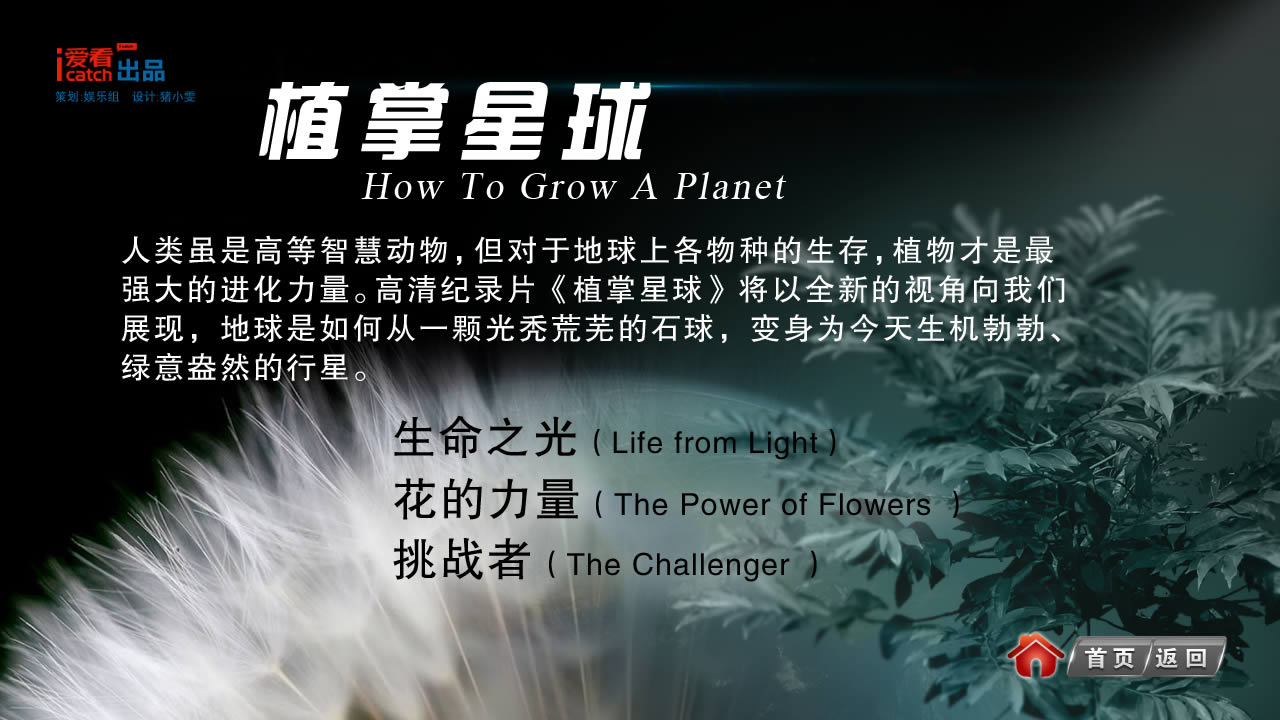 i爱看
catch出品
策划:娱乐组 设计:猪小雯
植掌星球
How To Grow A Planet
人类虽是高等智慧动物,但对于地球上各物种的生存,植物才是最
强大的进化力量。高清纪录片《植掌星球》将以全新的视角向我们
展现，地球是如何从一颗光秃荒芜的石球，变身为今天生机勃勃、
绿意盎然的行星。
生命之光（Life from Light）
花的力量（The Power of Flowers ）
挑战者（The Challenger ）
首页 返回